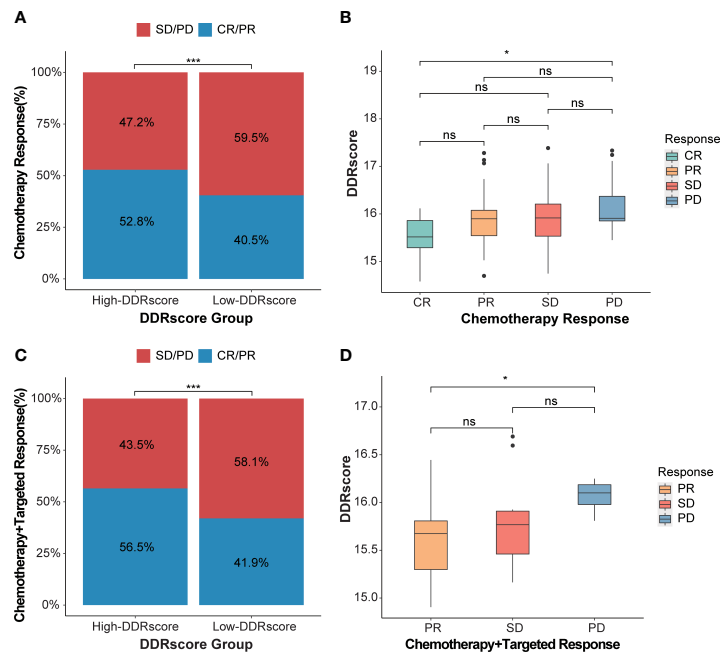 A
SD/PD CR/PR
***
Chemotherapy Response(%)
100%
75%
50%
25%
0%
47.2%
59.5%
52.8%
40.5%
High-DDRscore Low-DDRscore
DDRscore Group
B
*
ns
ns
ns
ns
ns
DDRscore
19
18
17
16
15
CR PR SD PD
Chemotherapy Response
Response
CR
PR
SD
PD
C
SD/PD CR/PR
***
Chemotherapy+Targeted Response(%)
100%
75%
50%
25%
0%
43.5%
58.1%
56.5%
41.9%
High-DDRscore Low-DDRscore
DDRscore Group
D
*
ns
ns
DDRscore
17.0
16.5
16.0
15.5
15.0
PR SD PD
Chemotherapy+Targeted Response
Response
PR
SD
PD